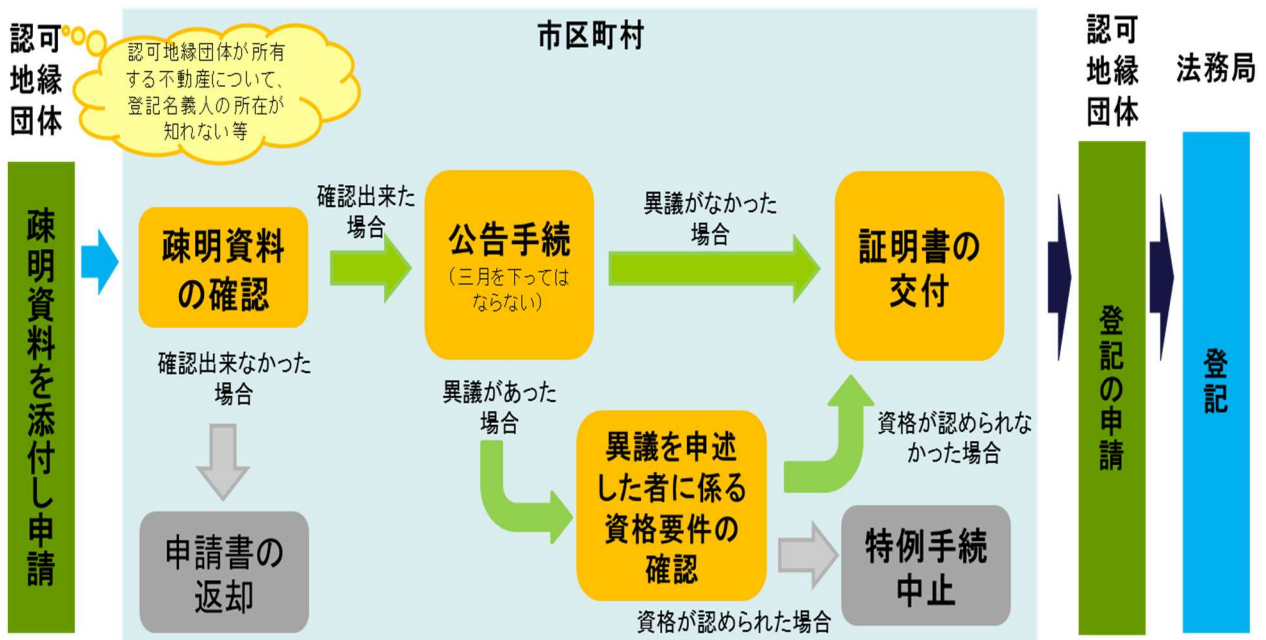 認可
地縁
団体
疎明資料を添付し申請
認可地縁団体が所有
する不動産について、
登記名義人の所在が
知れない等
市区町村
疎明資料
の確認
確認出来た
場合
確認出来なかった
場合
申請書の
返却
公告手続
（三月を下っては
ならない）
異議がなかった
場合
異議があった
場合
異議を申述
した者に係る
資格要件の
確認
資格が認められな
かった場合
資格が認められた場合
証明書の
交付
特例手続
中止
認可
地縁
団体
登記の申請
法務局
登記